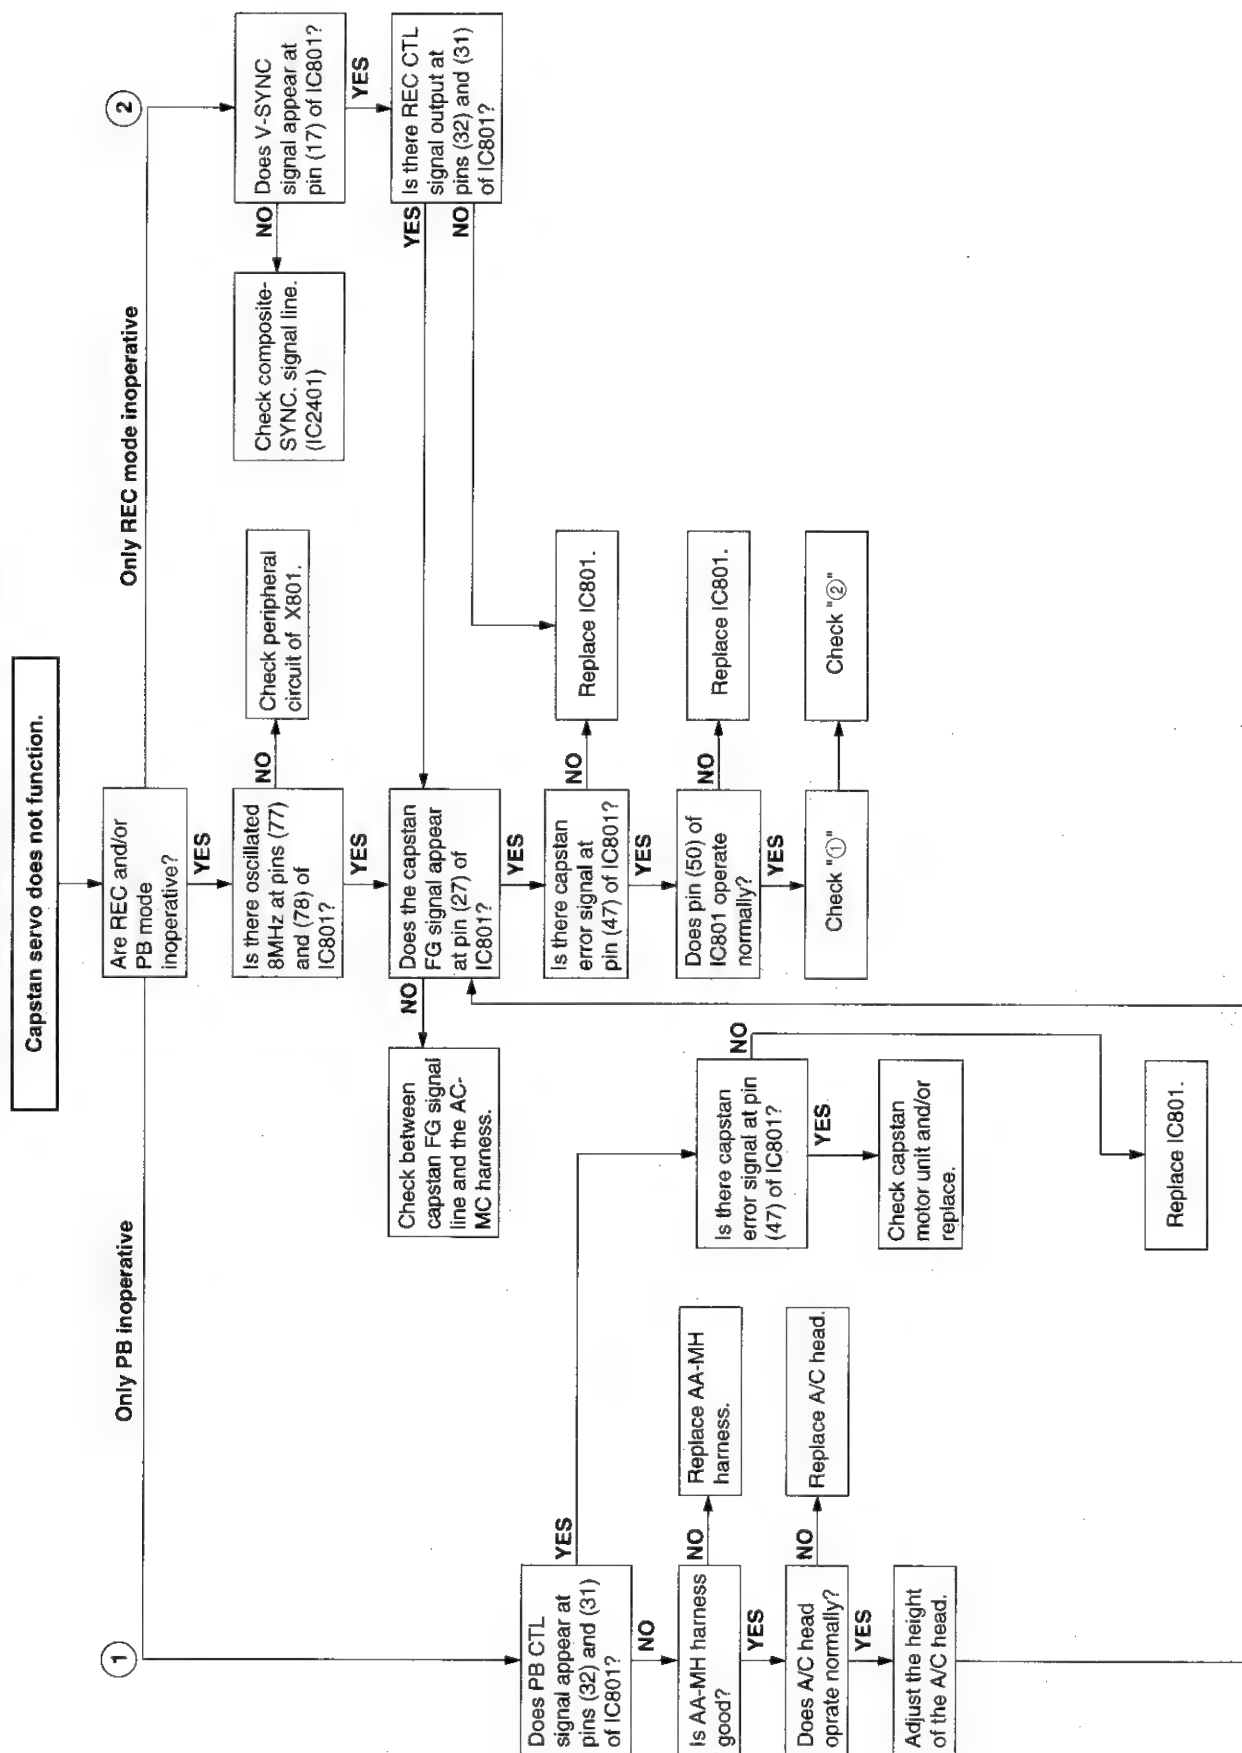 Capstan servo does not function.
Only PB inoperative
Only REC mode inoperative
1
2
Are REC and/or
PB mode
inoperative?
YES
Is there oscillated
8MHz at pins (77)
and (78) of
IC801?
NO
Check peripheral
circuit of X801.
YES
Does the capstan
FG signal appear
at pin (27) of
IC801?
NO
Check between
capstan FG signal
line and the AC-
MC harness.
YES
Is there capstan
error signal at
pin (47) of IC801?
NO
Replace IC801.
YES
Does pin (50) of
IC801 operate
normally?
NO
Replace IC801.
YES
Check "①"
Check "②"
Does V-SYNC
signal appear at
pin (17) of IC801?
NO
Check composite-
SYNC. signal line.
(IC2401)
YES
Is there REC CTL
signal output at
pins (32) and (31)
of IC801?
YES
NO
Does PB CTL
signal appear at
pins (32) and (31)
of IC801?
YES
Is there capstan
error signal at pin
(47) of IC801?
NO
Replace IC801.
YES
Check capstan
motor unit and/or
replace.
NO
Is AA-MH harness
good?
NO
Replace AA-MH
harness.
YES
Does A/C head
oprate normally?
NO
Replace A/C head.
YES
Adjust the height
of the A/C head.